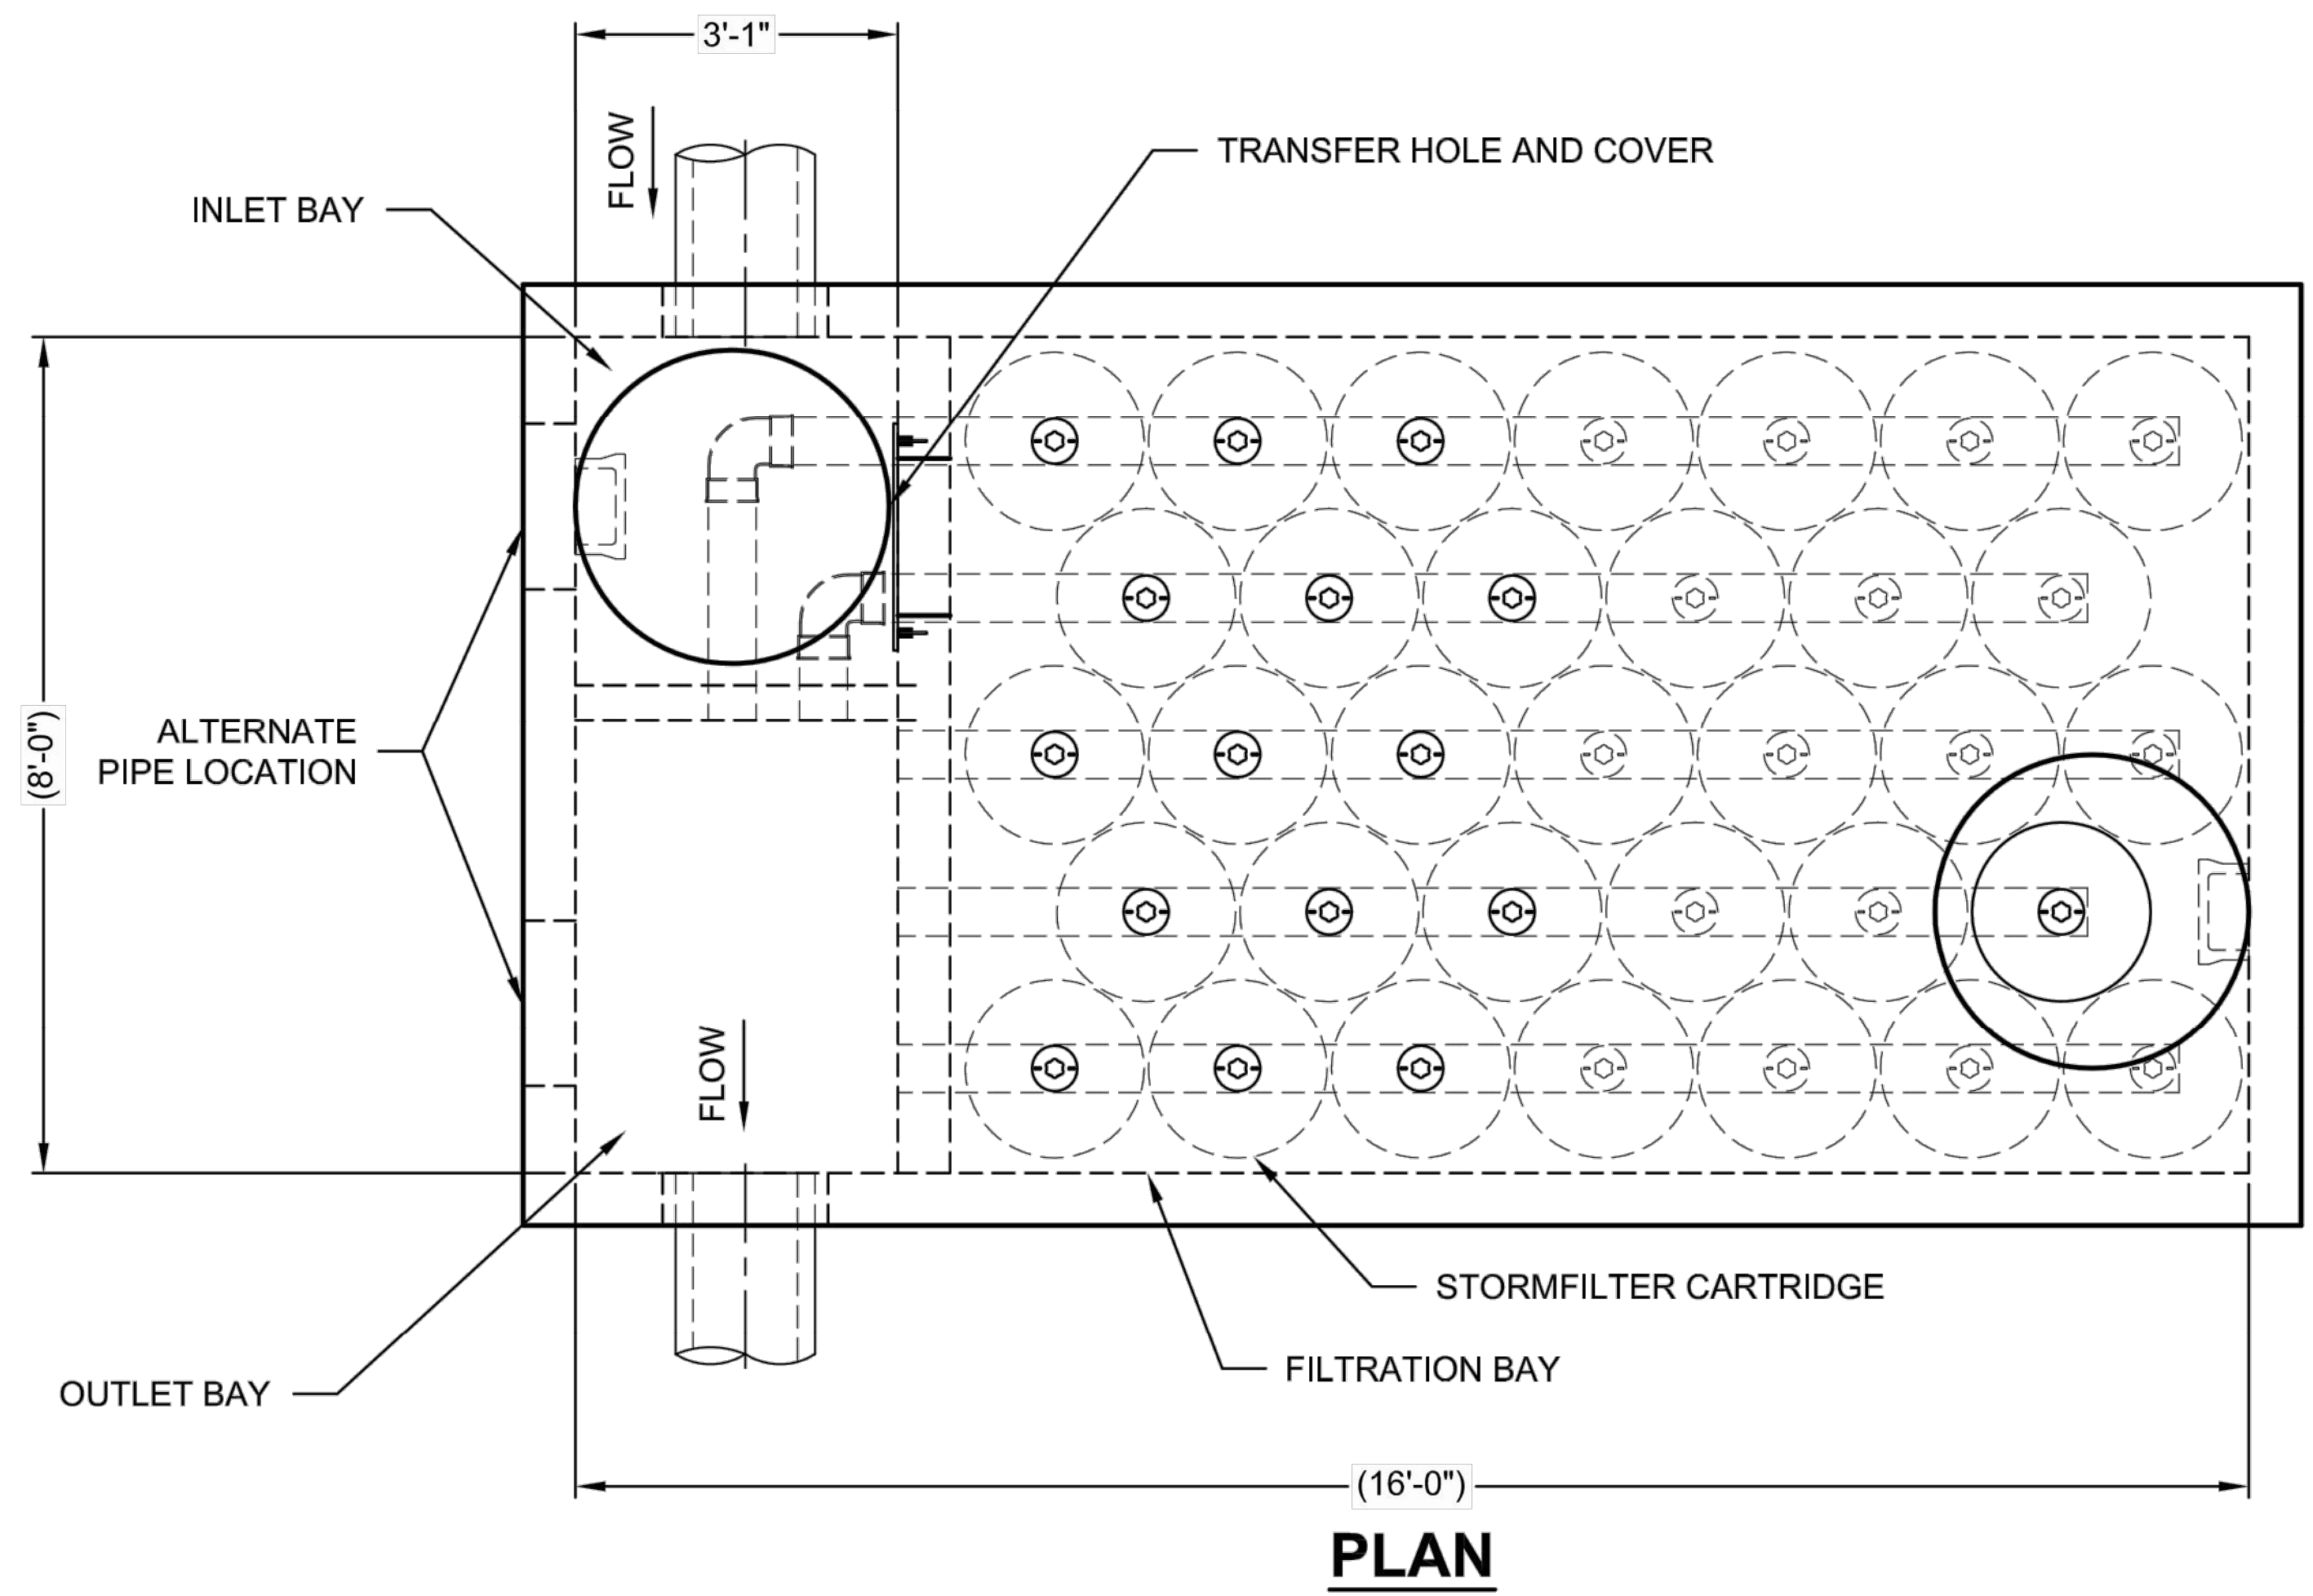 3'-1"
FLOW
TRANSFER HOLE AND COVER
INLET BAY
ALTERNATE
PIPE LOCATION
(8'-0")
FLOW
STORMFILTER CARTRIDGE
FILTRATION BAY
OUTLET BAY
(16'-0")
PLAN